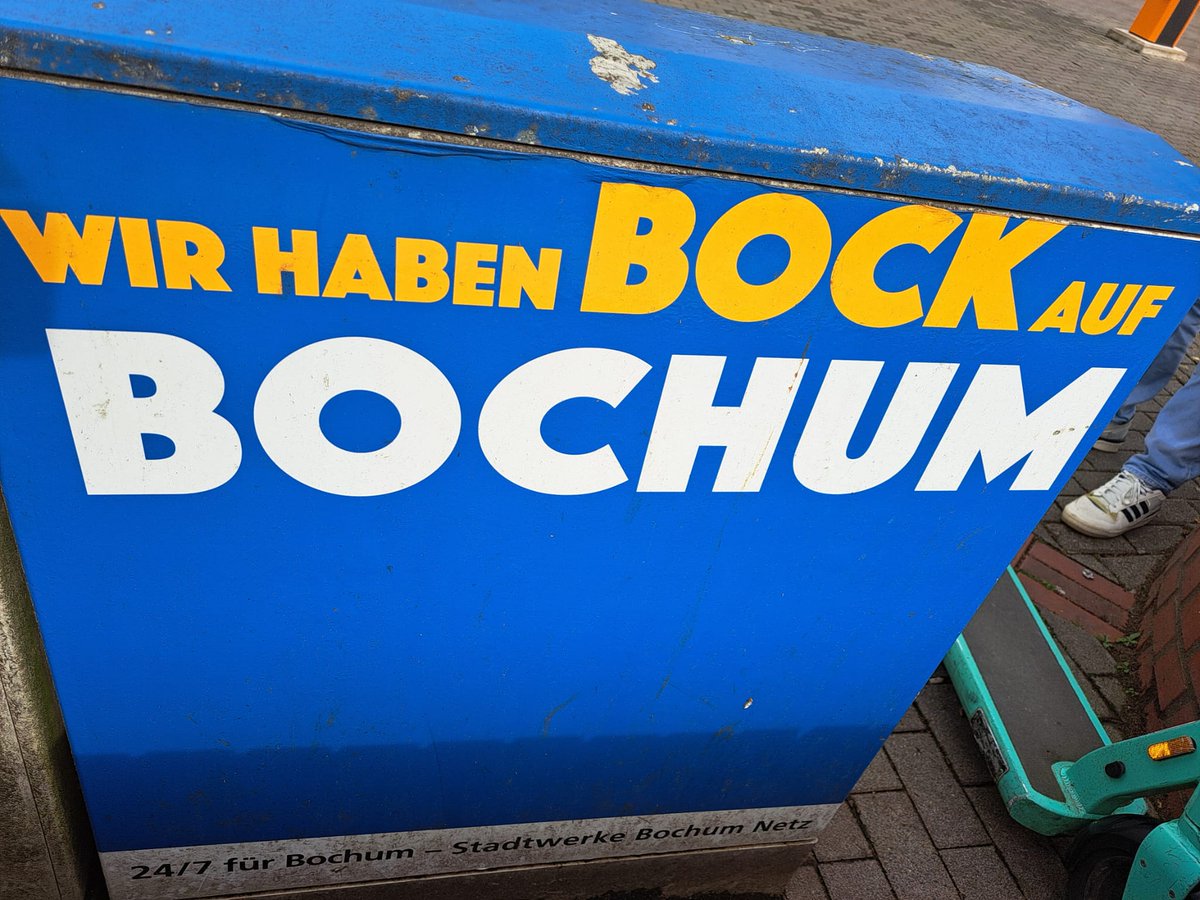 WIR HABEN BOCK AUF
BOCHUM
24/7 für Bochum – Stadtwerke Bochum Netz